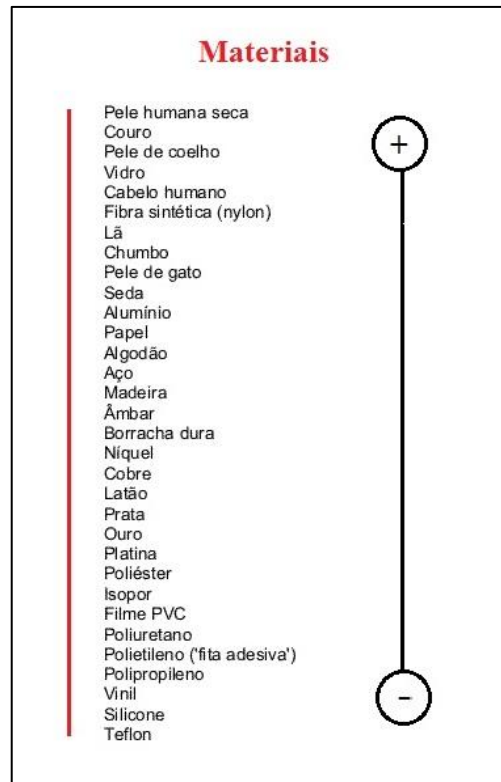 Materiais
Pele humana seca
Couro
Pele de coelho
Vidro
Cabelo humano
Fibra sintética (nylon)
Lã
Chumbo
Pele de gato
Seda
Alumínio
Papel
Algodão
Aço
Madeira
Âmbar
Borracha dura
Níquel
Cobre
Latão
Prata
Ouro
Platina
Poliéster
Isopor
Filme PVC
Poliuretano
Polietileno ('fita adesiva')
Polipropileno
Vinil
Silicone
Teflon
+
-